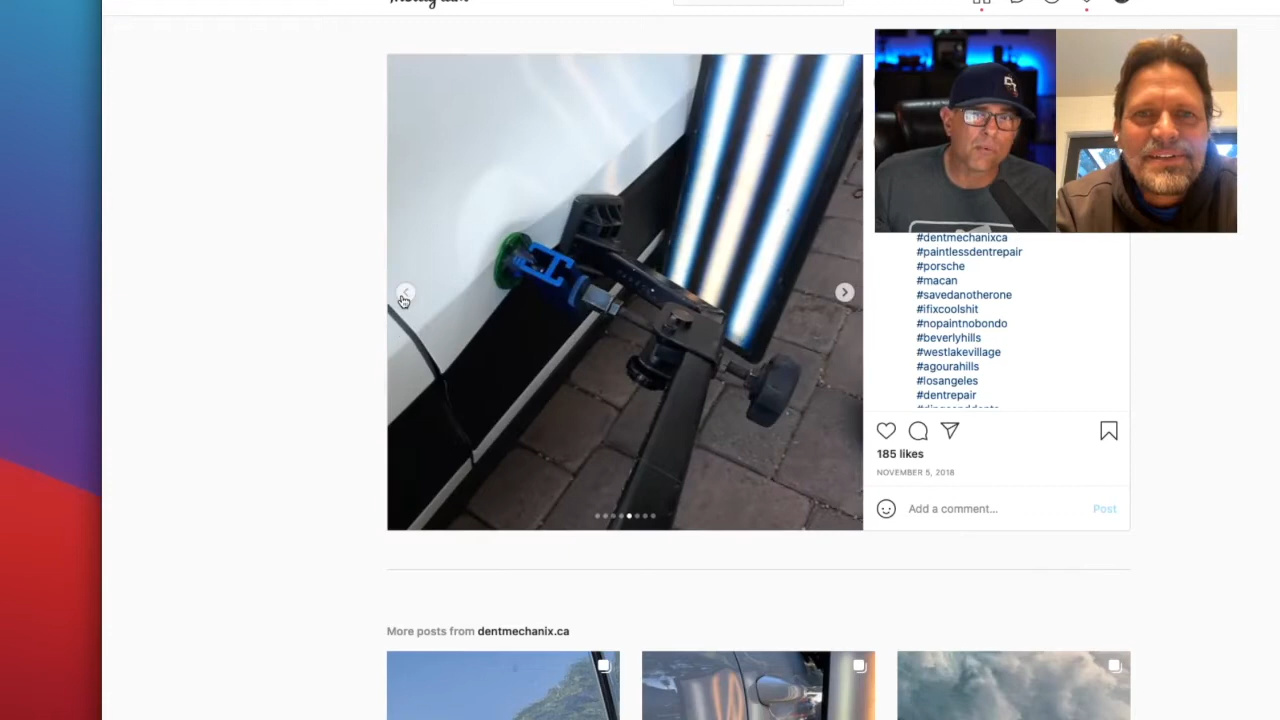 #dentmechanixca
#paintlessdentrepair
#porsche
#macan
#savedanotherone
#ifixcoolshit
#nopaintnobondo
#beverlyhills
#westlakevillage
#agourahills
#losangeles
#dentrepair
185 likes
NOVEMBER 5, 2018
Add a comment...
Post
More posts from dentmechanix.ca